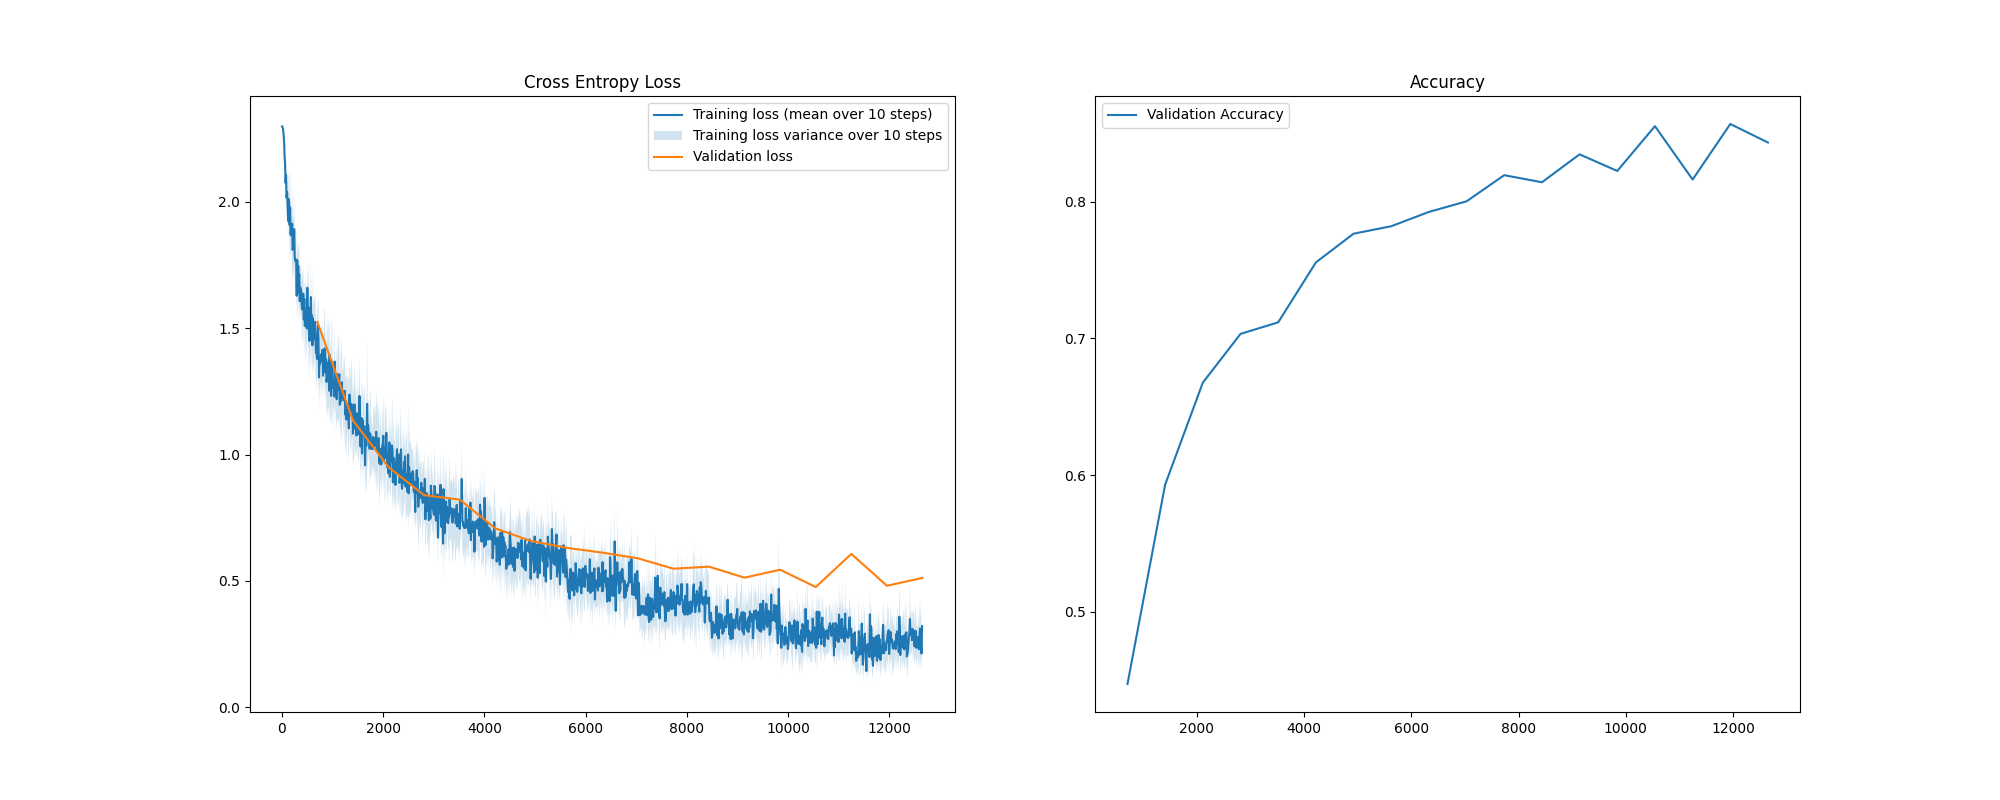 Cross Entropy Loss
Training loss (mean over 10 steps)
Training loss variance over 10 steps
Validation loss
2.0
1.5
1.0
0.5
0.0
0 2000 4000 6000 8000 10000 12000
Accuracy
Validation Accuracy
0.8
0.7
0.6
0.5
2000 4000 6000 8000 10000 12000